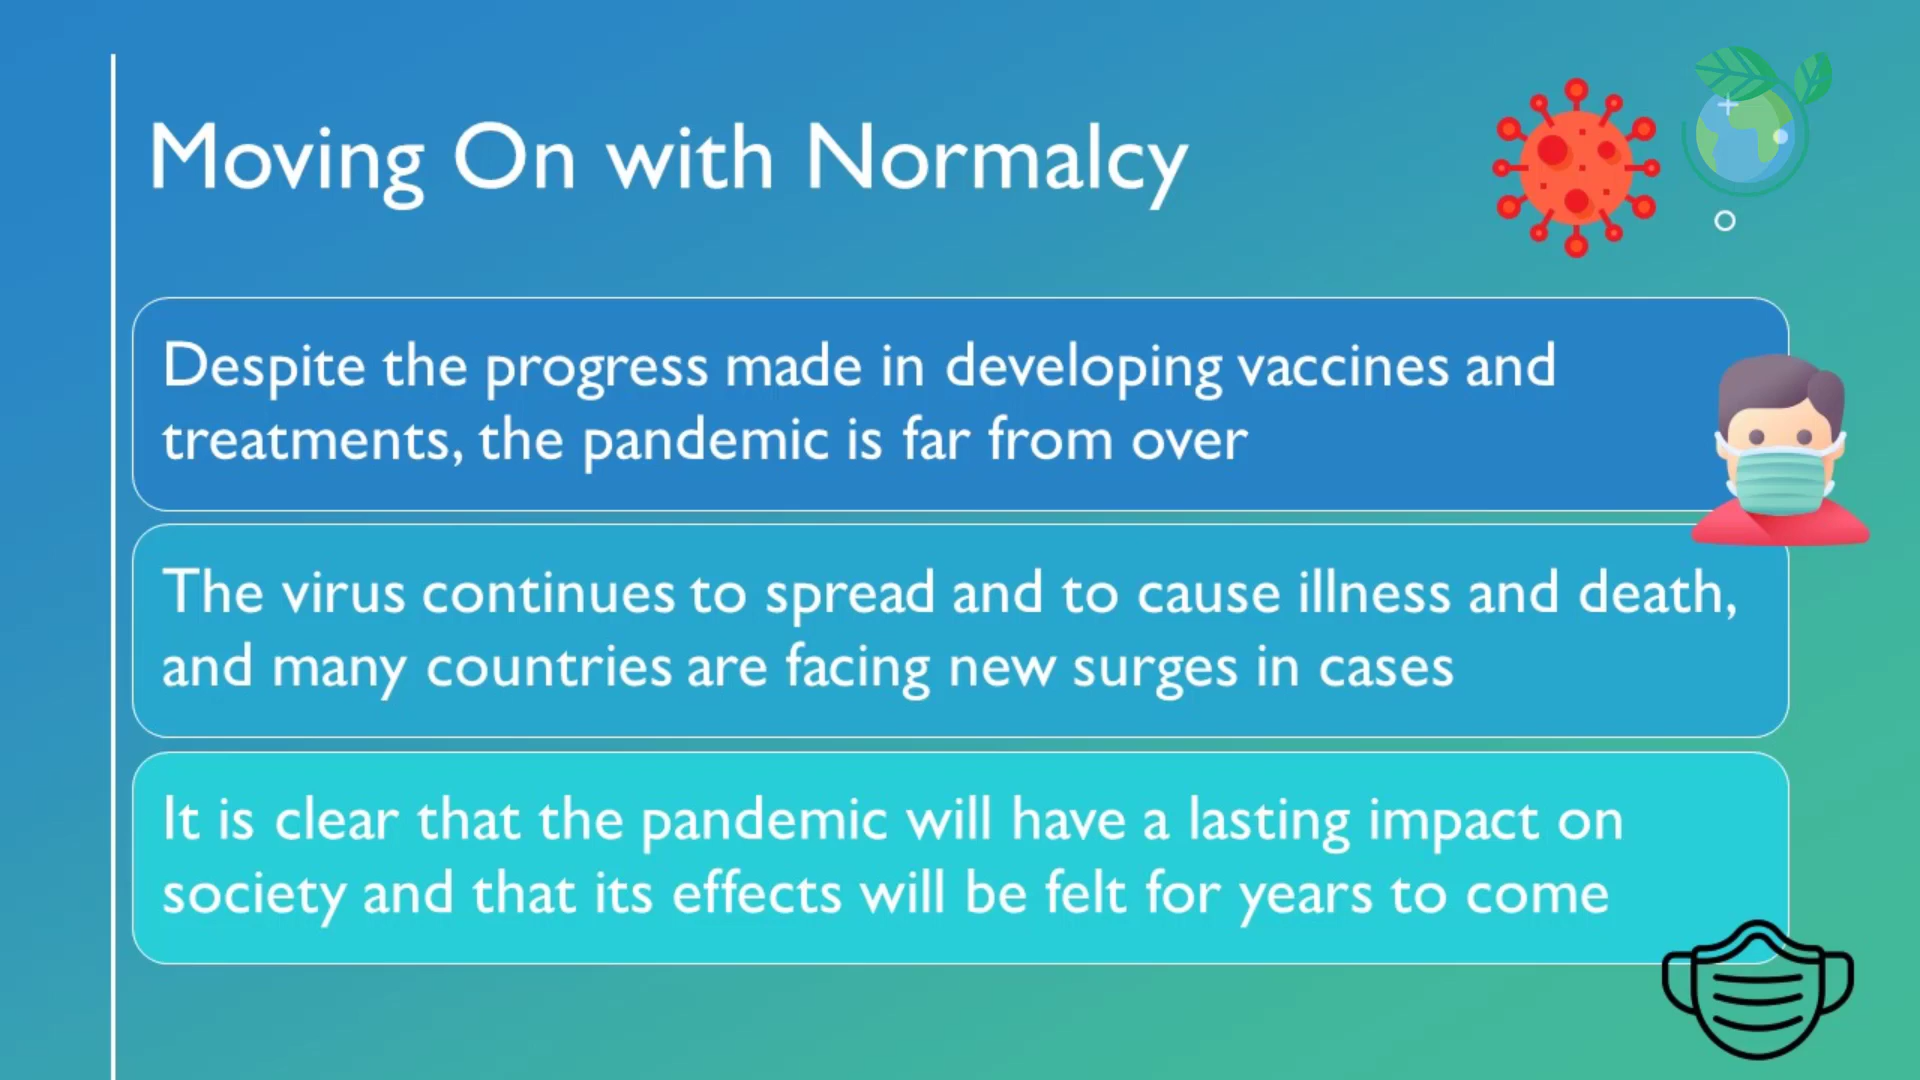 Moving On with Normalcy
Despite the progress made in developing vaccines and
treatments, the pandemic is far from over
The virus continues to spread and to cause illness and death,
and many countries are facing new surges in cases
It is clear that the pandemic will have a lasting impact on
society and that its effects will be felt for years to come